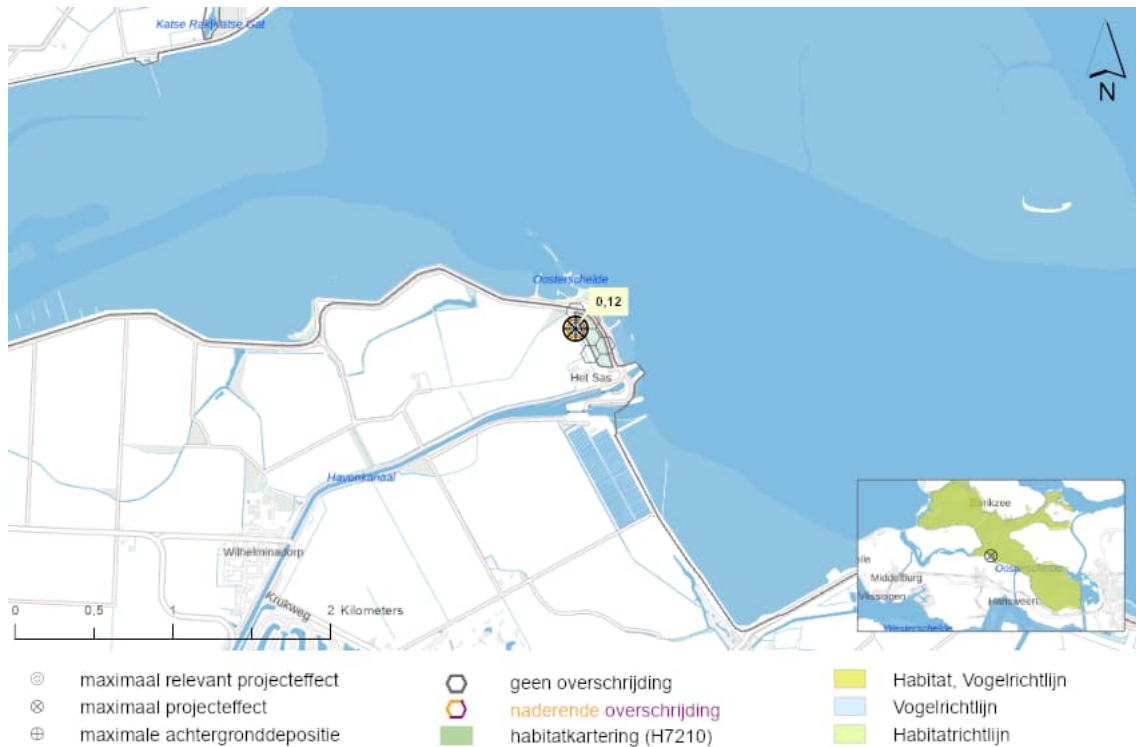 Katse Rak|Katse Gat
N
Oosterschelde
0,12
Het Sas
Havenkanaal
Wilhelminadorp
Krukweg
0 0,5 1 2 Kilometers
Zierikzee
elle
Middelburg
Vlissingen
Oosterschelde
Hansweert
Westerschelde
maximaal relevant projecteffect
maximaal projecteffect
maximale achtergronddepositie
geen overschrijding
naderende overschrijding
habitatkartering (H7210)
Habitat, Vogelrichtlijn
Vogelrichtlijn
Habitatrichtlijn